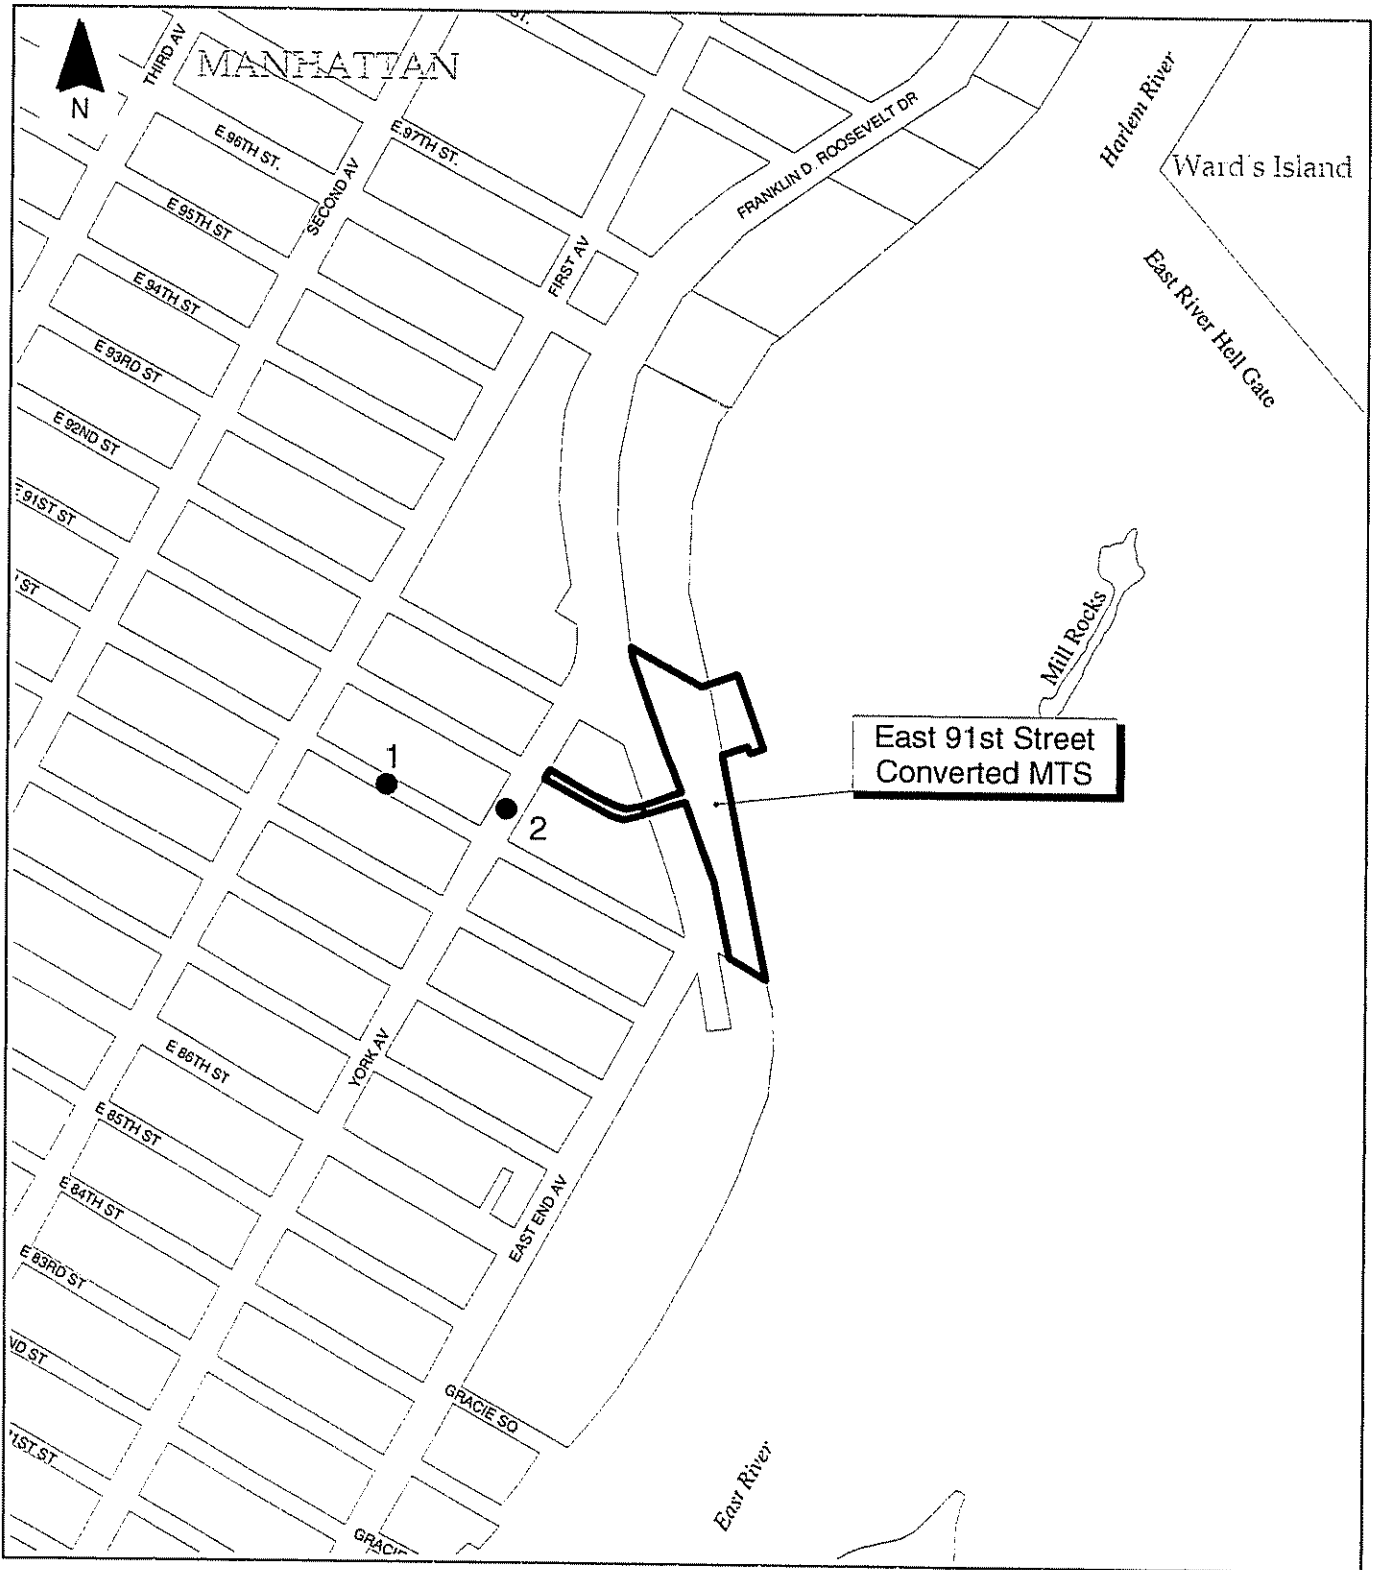 ST.
THIRD AV
MANHATTAN
N
E.96TH ST.
E.97TH ST.
SECOND AV
FRANKLIN D. ROOSEVELT DR
Harlem River
Ward's Island
E 95TH ST
FIRST AV
E 94TH ST
East River Hell Gate
E 93RD ST
E 92ND ST
E 91ST ST
ST
Mill Rocks
East 91st Street
Converted MTS
1
2
E 86TH ST
YORK AV
E 85TH ST
E 84TH ST
EAST END AV
E 83RD ST
ND ST
GRACIE SQ
1ST ST
East River
GRACIE